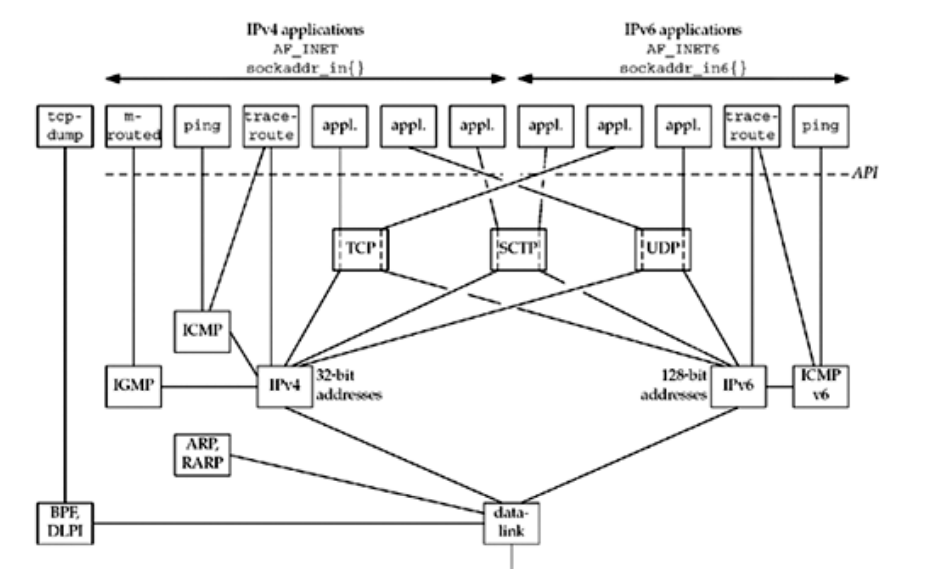 IPv4 applications
AF_INET
sockaddr_in{}
IPv6 applications
AF_INET6
sockaddr_in6{}
tcp-
dump
m-
routed
ping
trace-
route
appl.
appl.
appl.
appl.
appl.
appl.
trace-
route
ping
API
TCP
SCTP
UDP
ICMP
IGMP
IPv4
32-bit
addresses
128-bit
addresses
IPv6
ICMP
v6
ARP,
RARP
BPF,
DLPI
data-
link